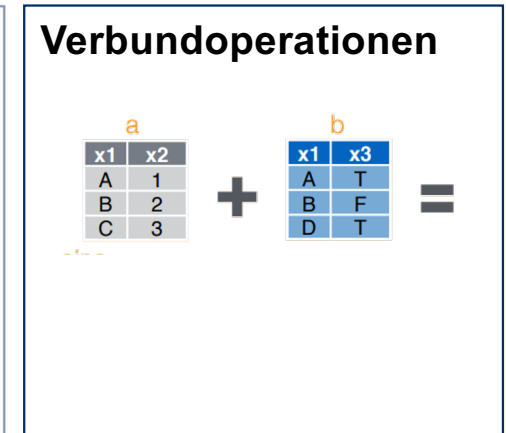 Verbundoperationen
a b
x1 x2 x1 x3
A 1 A T
B 2 + B F =
C 3 D T